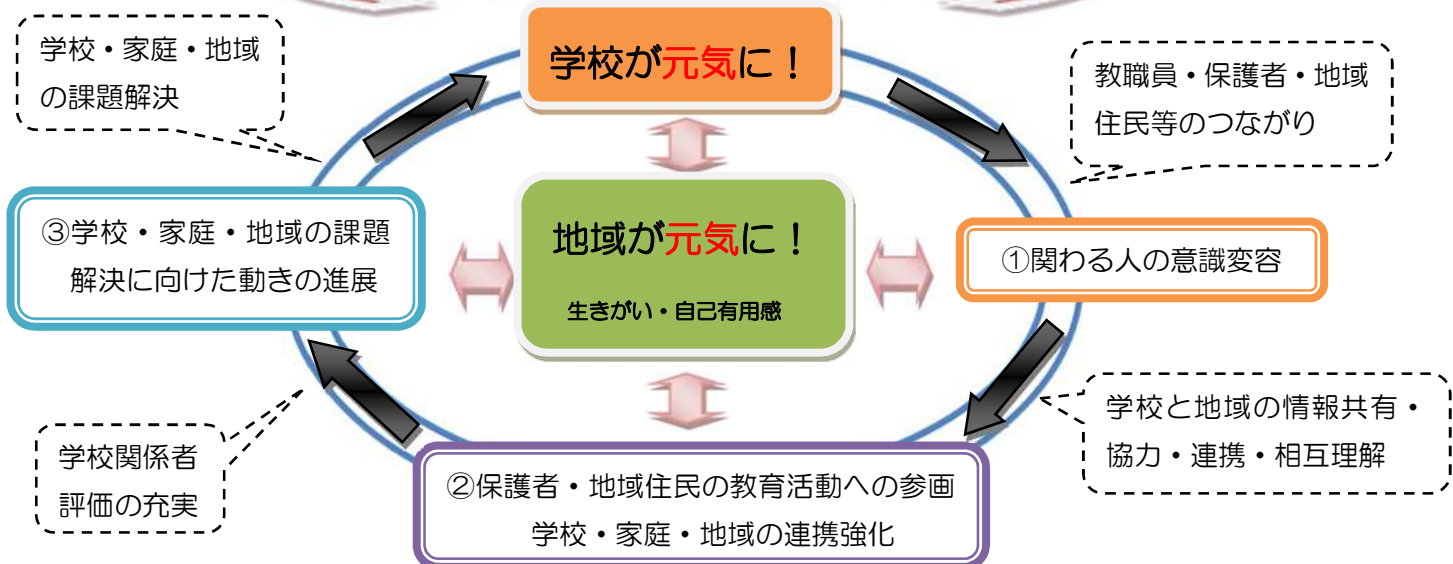 学校・家庭・地域
の課題解決
学校が元気に！
教職員・保護者・地域
住民等のつながり
③学校・家庭・地域の課題
解決に向けた動きの進展
地域が元気に！
生きがい・自己有用感
①関わる人の意識変容
学校関係者
評価の充実
②保護者・地域住民の教育活動への参画
学校・家庭・地域の連携強化
学校と地域の情報共有・
協力・連携・相互理解